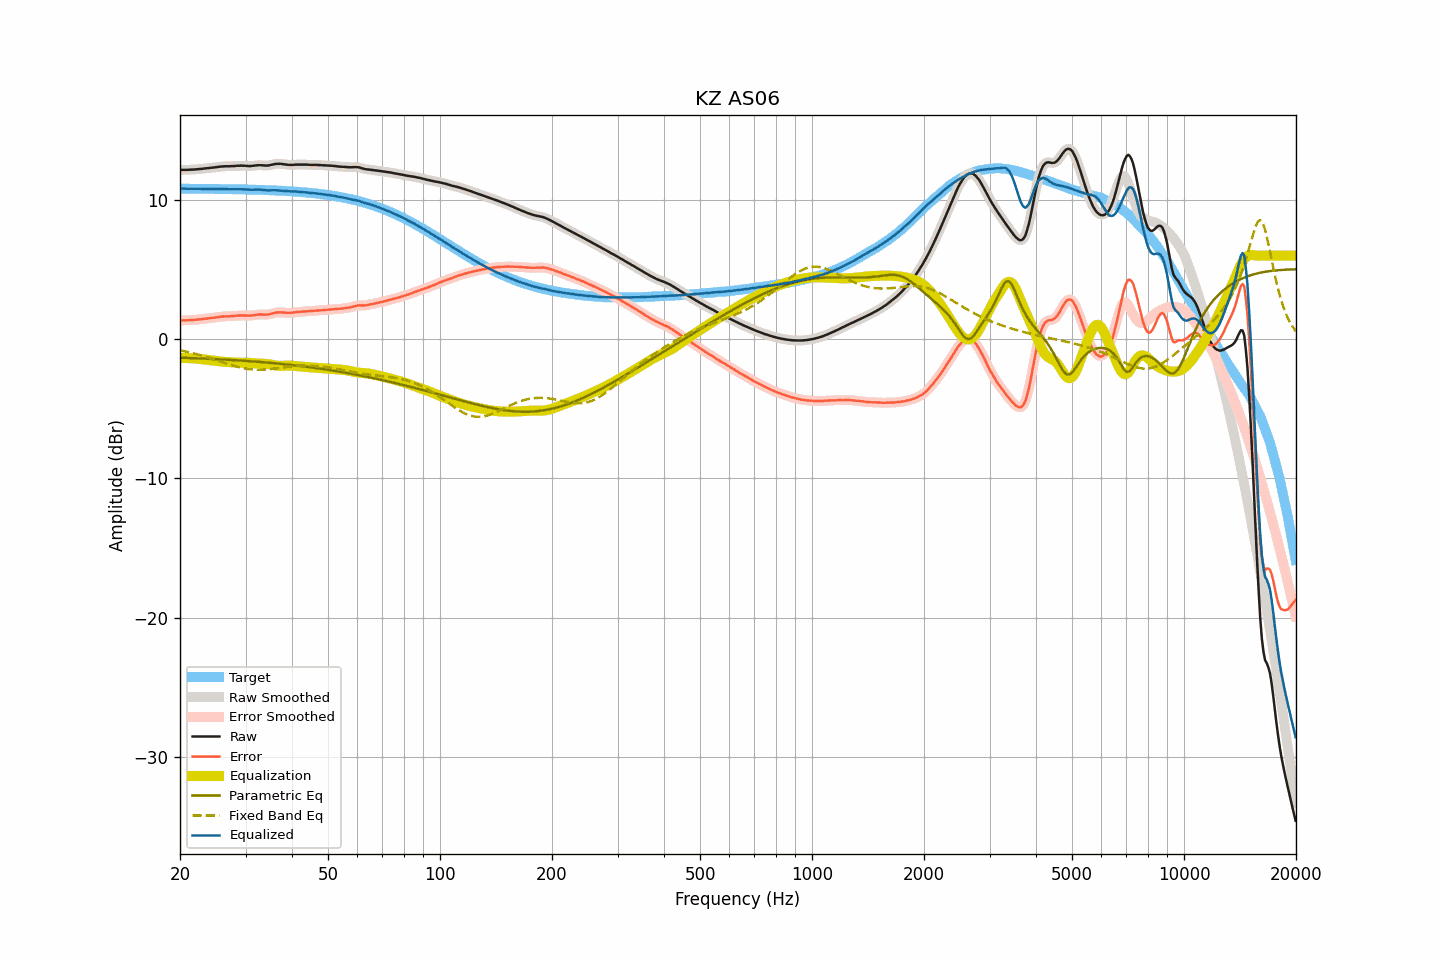 KZ AS06
Amplitude (dBr)
10
0
−10
−20
−30
Target
Raw Smoothed
Error Smoothed
Raw
Error
Equalization
Parametric Eq
Fixed Band Eq
Equalized
20 50 100 200 500 1000 2000 5000 10000 20000
Frequency (Hz)